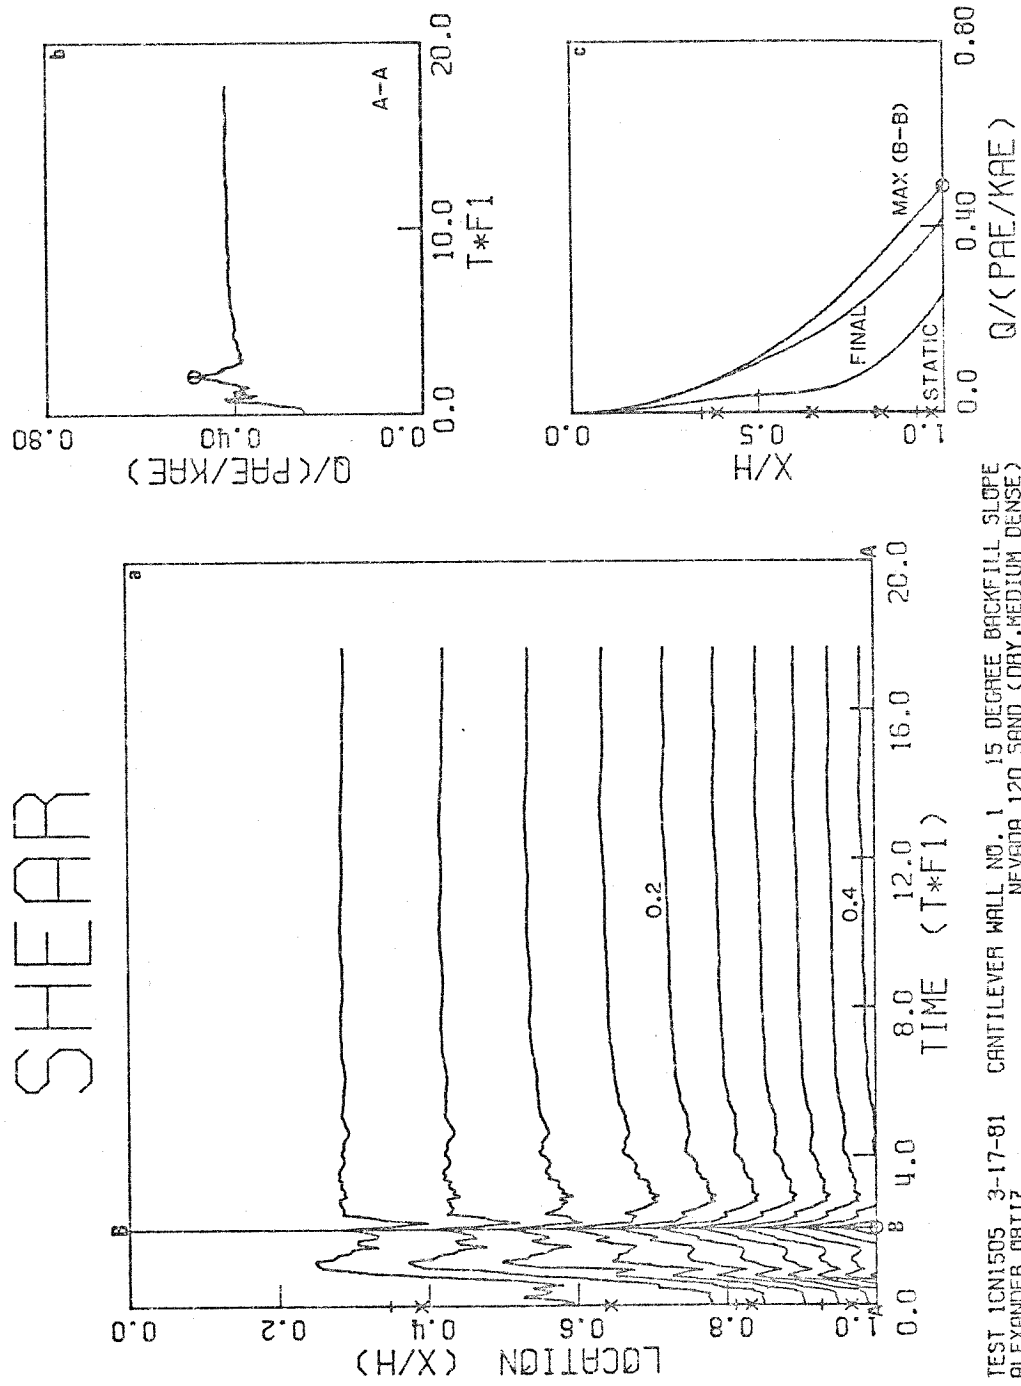 SHEAR
a
B
B
A
A
0.2
0.4
0.0
0.2
0.4
0.6
0.8
1.0
LOCATION
(X/H)
0.0
4.0
8.0
12.0
16.0
20.0
TIME (T*F1)
b
A-A
0.80
0.40
0.0
Q/(PAE/KAE)
0.0
10.0
20.0
T*F1
c
MAX (B-B)
FINAL
STATIC
0.0
0.5
1.0
X/H
0.0
0.40
0.80
Q/(PAE/KAE)
TEST 1CN1505 3-17-81 CANTILEVER WALL NO. 1 15 DEGREE BACKFILL SLOPE
ALEXANDER ORTIZ NEVADA 120 SAND (DRY,MEDIUM DENSE)